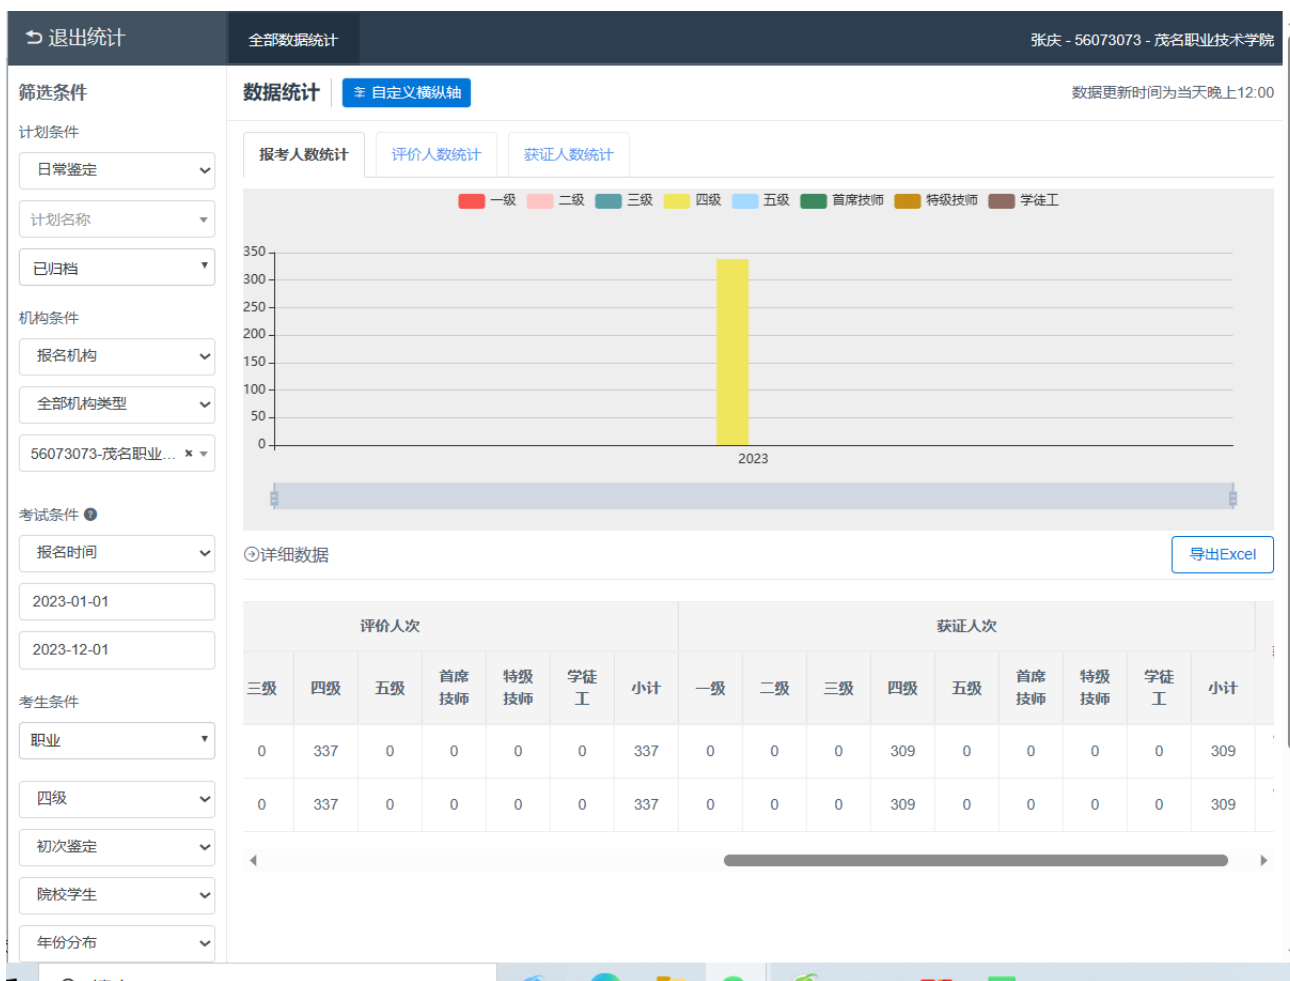 退出统计
全部数据统计
张庆 - 56073073 - 茂名职业技术学院
筛选条件
计划条件
日常鉴定
计划名称
已归档
机构条件
报名机构
全部机构类型
56073073-茂名职业... ×
考试条件 ?
报名时间
2023-01-01
2023-12-01
考生条件
职业
四级
初次鉴定
院校学生
年份分布
数据统计
自定义横纵轴
数据更新时间为当天晚上12:00
报考人数统计 评价人数统计 获证人数统计
一级 二级 三级 四级 五级 首席技师 特级技师 学徒工
350
300
250
200
150
100
50
0
2023
详细数据
导出Excel
评价人次 获证人次
三级 四级 五级 首席技师 特级技师 学徒工 小计 一级 二级 三级 四级 五级 首席技师 特级技师 学徒工 小计
0 337 0 0 0 0 337 0 0 0 309 0 0 0 0 309
0 337 0 0 0 0 337 0 0 0 309 0 0 0 0 309